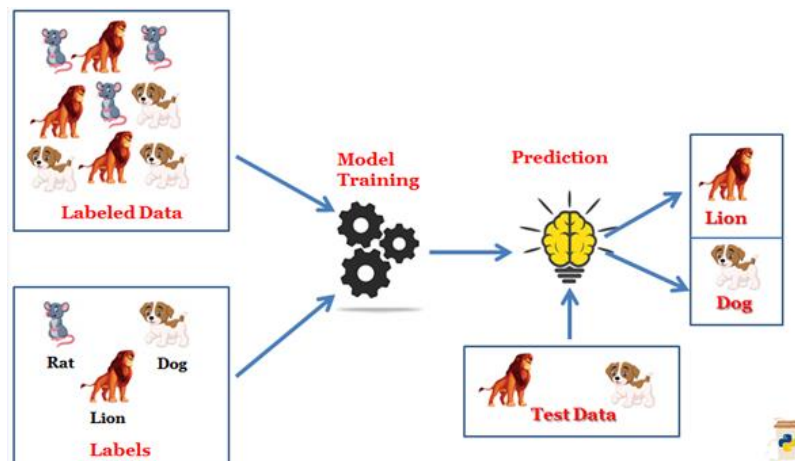 Labeled Data
Model
Training
Prediction
Lion
Dog
Rat
Dog
Lion
Labels
Test Data